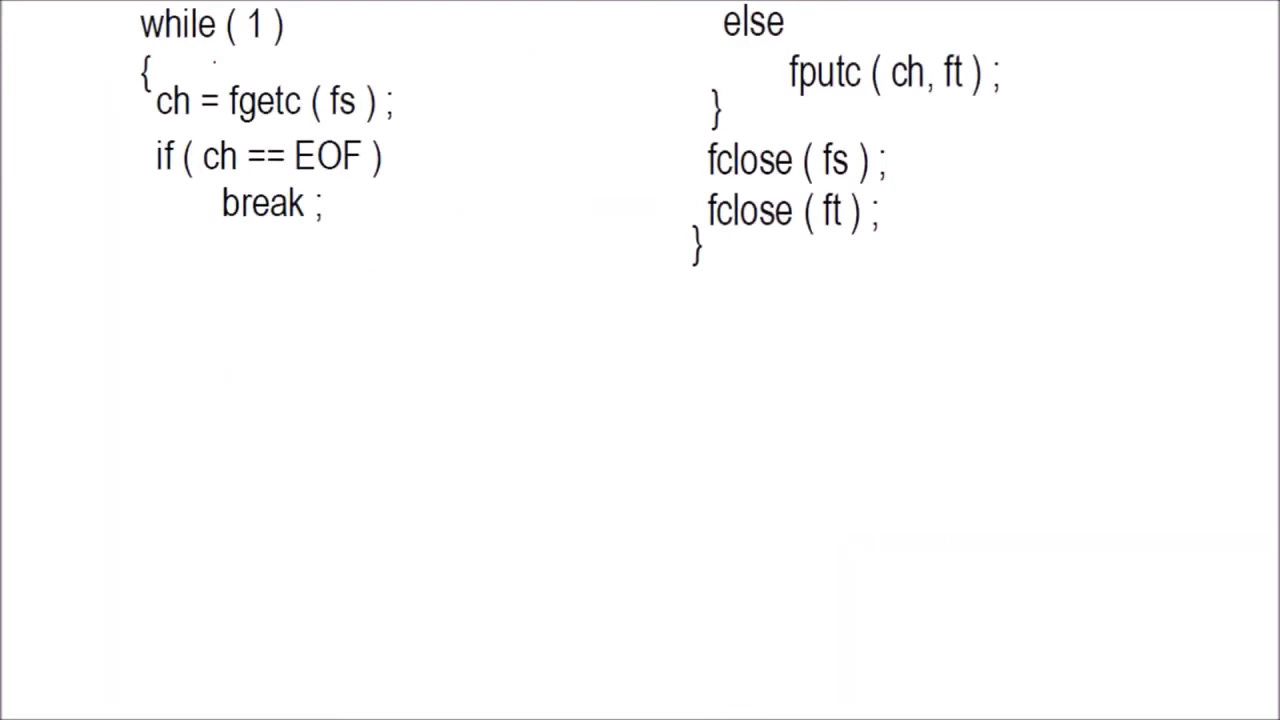 while ( 1 )
{
ch = fgetc ( fs ) ;
if ( ch == EOF )
break ;
else
fputc ( ch, ft ) ;
}
fclose ( fs ) ;
fclose ( ft ) ;
}